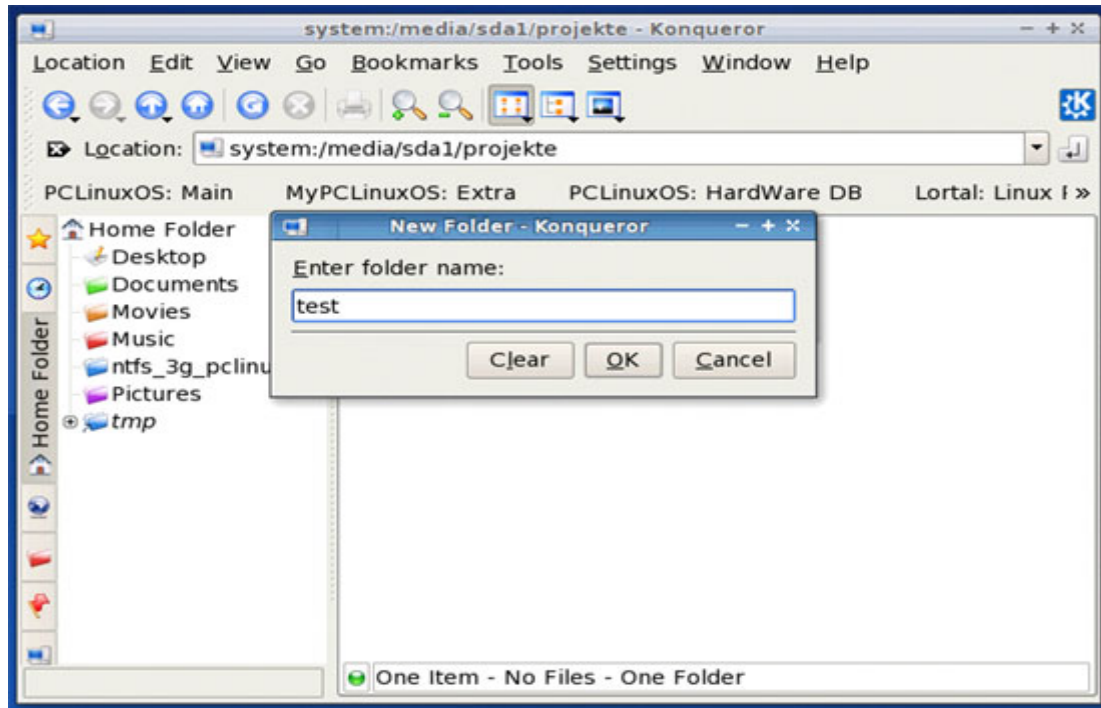 system:/media/sda1/projekte - Konqueror
Location Edit View Go Bookmarks Tools Settings Window Help
Location: system:/media/sda1/projekte
PCLinuxOS: Main MyPCLinuxOS: Extra PCLinuxOS: HardWare DB Lortal: Linux
Home Folder
Home Folder
Desktop
Documents
Movies
Music
ntfs_3g_pclinu
Pictures
tmp
New Folder - Konqueror
Enter folder name:
test
Clear OK Cancel
One Item - No Files - One Folder